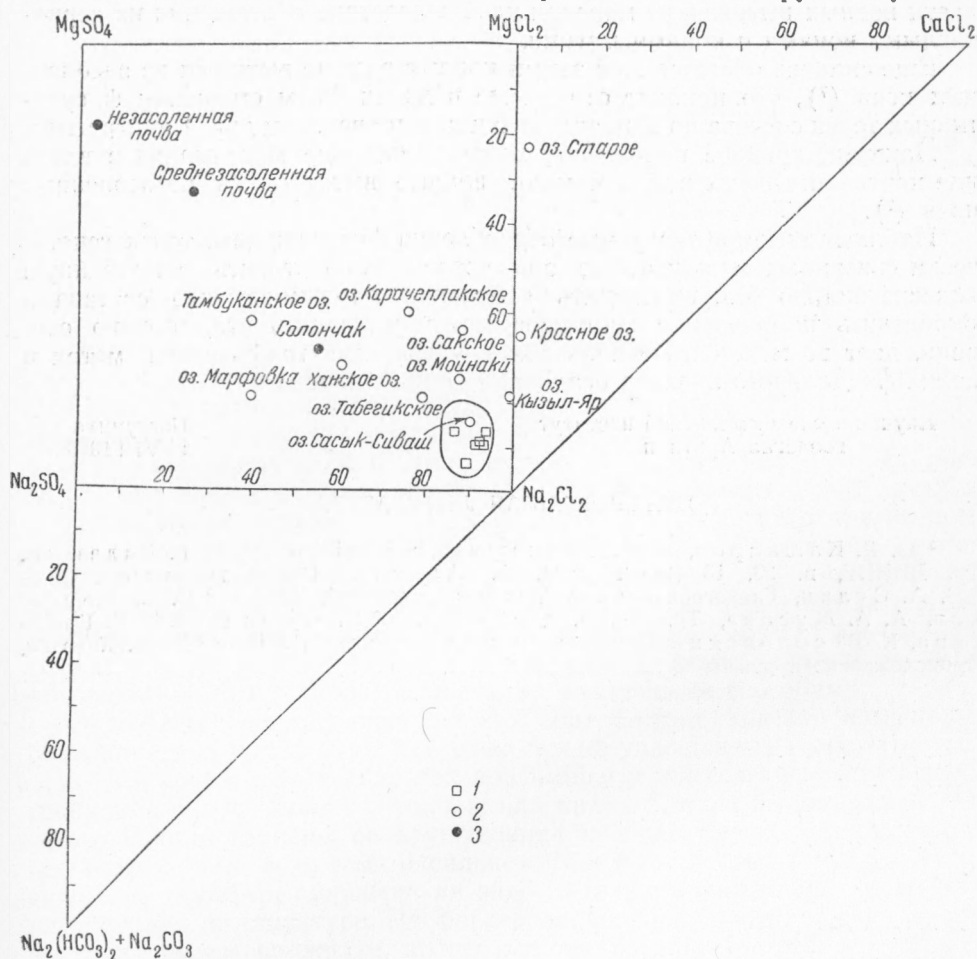 MgSO₄ MgCl₂ 20 40 60 80 CaCl₂
Незасоленная
почва
20
оз. Старое
Среднезасоленная
почва
40
оз. Карачеплакское
Тамбуканское оз.
60
Солончак
оз. Сакское
Красное оз.
оз. Марфовка
Ханское оз.
оз. Мойнаки
оз.
Кызыл-Яр
оз. Табегикское
оз. Сасык-Сиваш
Na₂SO₄ 20 40 60 80 Na₂Cl₂
20
40
60
80
1
2
3
Na₂(HCO₃)₂ + Na₂CO₃